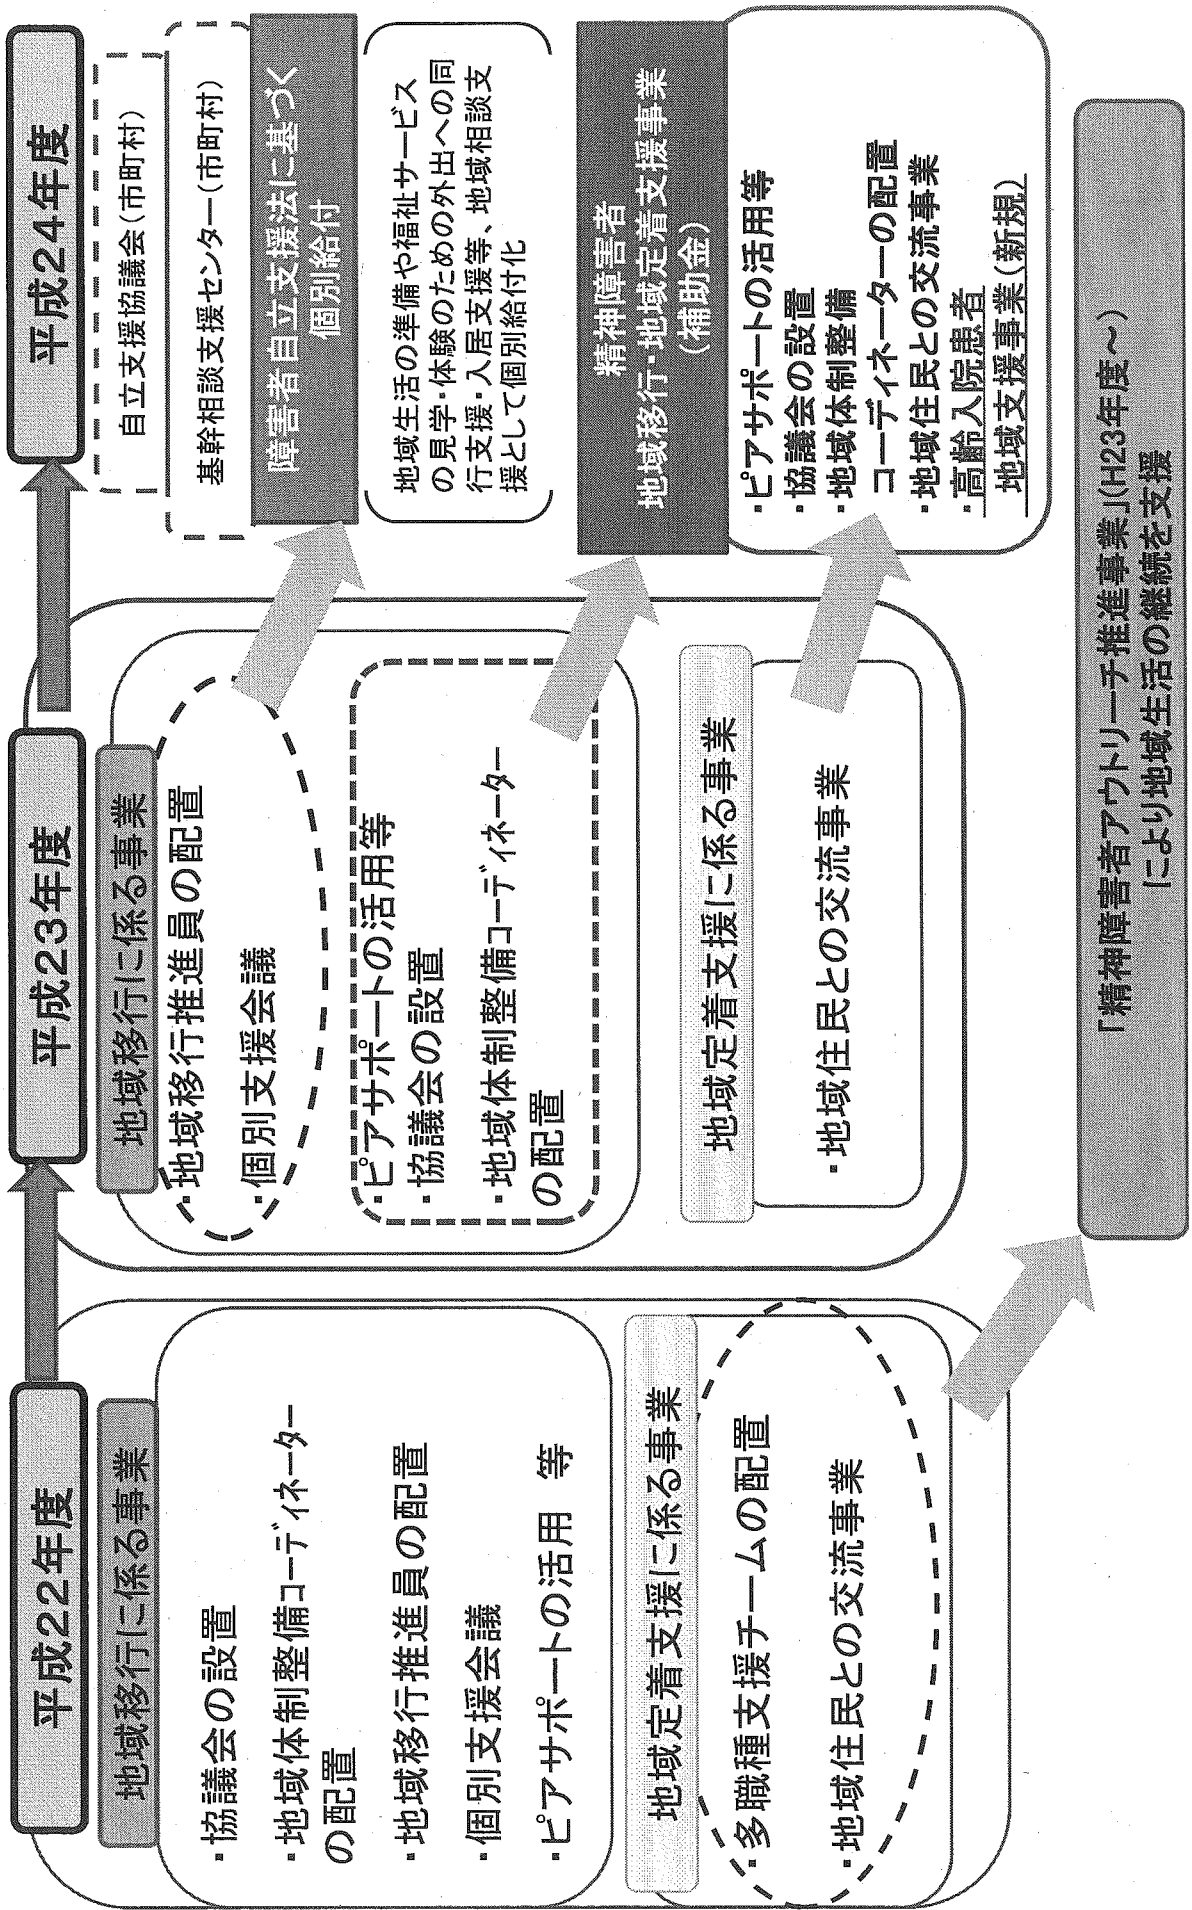 平成22年度
地域移行に係る事業
・協議会の設置
・地域体制整備コーディネーター
の配置
・地域移行推進員の配置
・個別支援会議
・ピアサポートの活用 等
地域定着支援に係る事業
・多職種支援チームの配置
・地域住民との交流事業
平成23年度
地域移行に係る事業
・地域移行推進員の配置
・個別支援会議
・ピアサポートの活用等
・協議会の設置
・地域体制整備コーディネーター
の配置
地域定着支援に係る事業
・地域住民との交流事業
平成24年度
自立支援協議会(市町村)
基幹相談支援センター(市町村)
障害者自立支援法に基づく
個別給付
地域生活の準備や福祉サービス
の見学・体験のための外出への同
行支援・入居支援等、地域相談支
援として個別給付化
精神障害者
地域移行・地域定着支援事業
(補助金)
・ピアサポートの活用等
・協議会の設置
・地域体制整備
コーディネーターの配置
・地域住民との交流事業
・高齢入院患者
地域支援事業(新規)
「精神障害者アウトリーチ推進事業」(H23年度～)
により地域生活の継続を支援